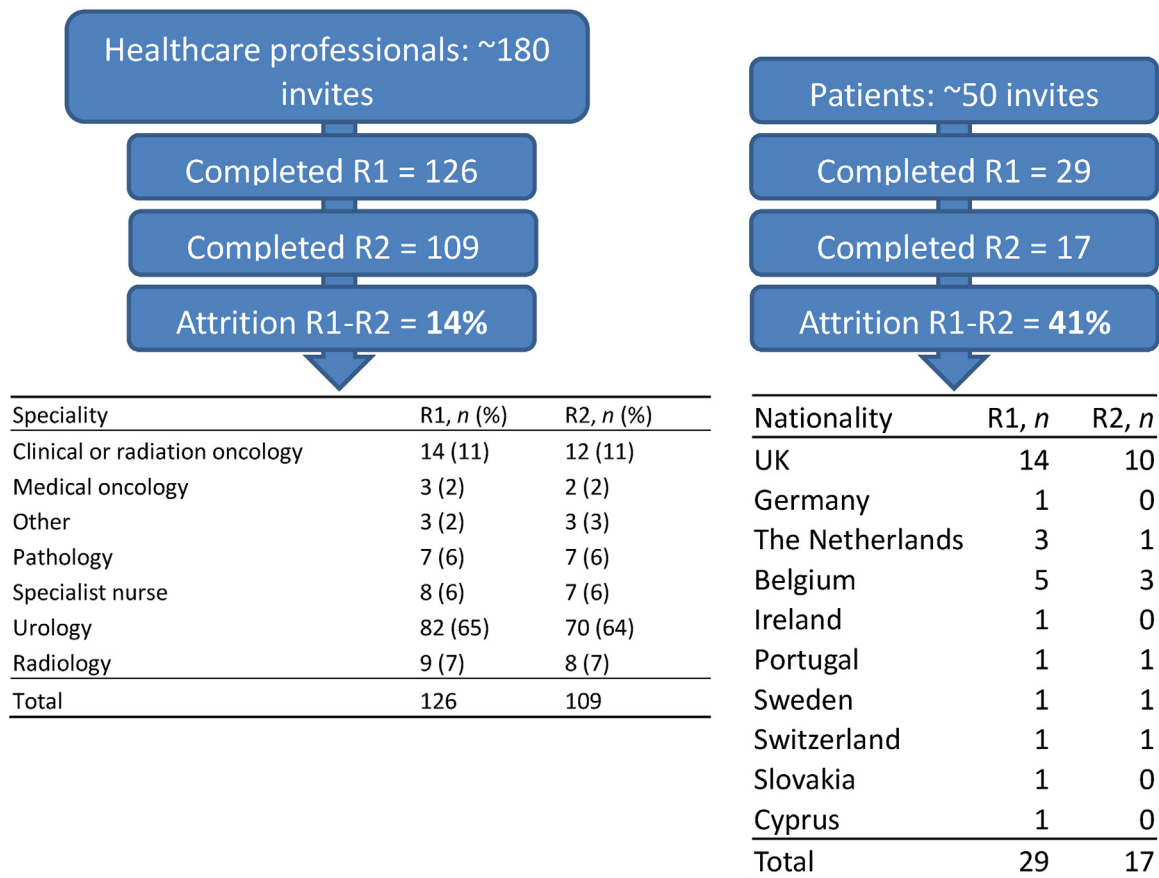 Healthcare professionals: ~180
invites
Completed R1 = 126
Completed R2 = 109
Attrition R1-R2 = 14%
Speciality R1, n (%) R2, n (%)
Clinical or radiation oncology 14 (11) 12 (11)
Medical oncology 3 (2) 2 (2)
Other 3 (2) 3 (3)
Pathology 7 (6) 7 (6)
Specialist nurse 8 (6) 7 (6)
Urology 82 (65) 70 (64)
Radiology 9 (7) 8 (7)
Total 126 109
Patients: ~50 invites
Completed R1 = 29
Completed R2 = 17
Attrition R1-R2 = 41%
Nationality R1, n R2, n
UK 14 10
Germany 1 0
The Netherlands 3 1
Belgium 5 3
Ireland 1 0
Portugal 1 1
Sweden 1 1
Switzerland 1 1
Slovakia 1 0
Cyprus 1 0
Total 29 17